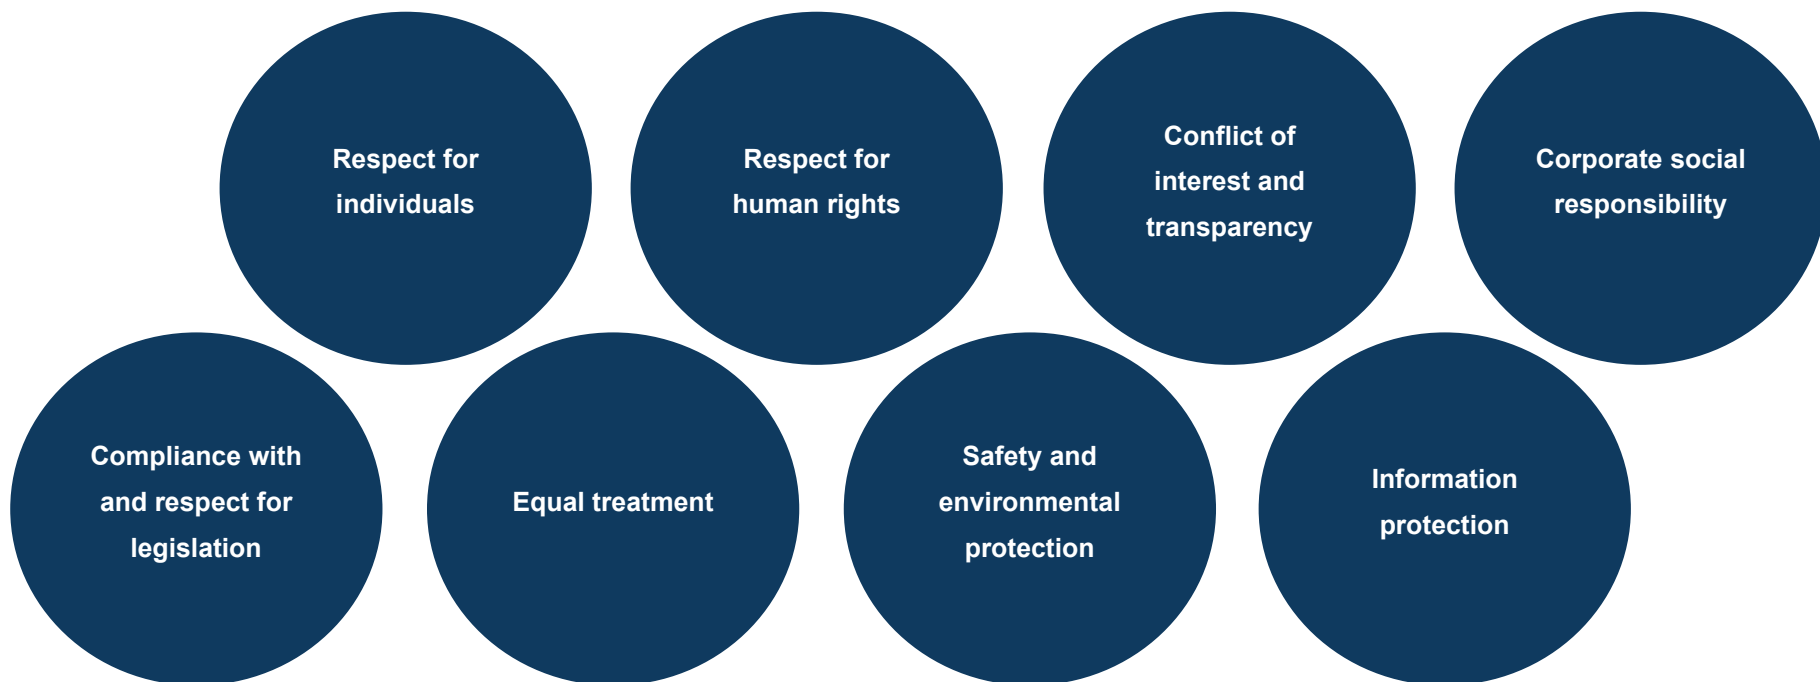 Respect for
individuals
Respect for
human rights
Conflict of
interest and
transparency
Corporate social
responsibility
Compliance with
and respect for
legislation
Equal treatment
Safety and
environmental
protection
Information
protection